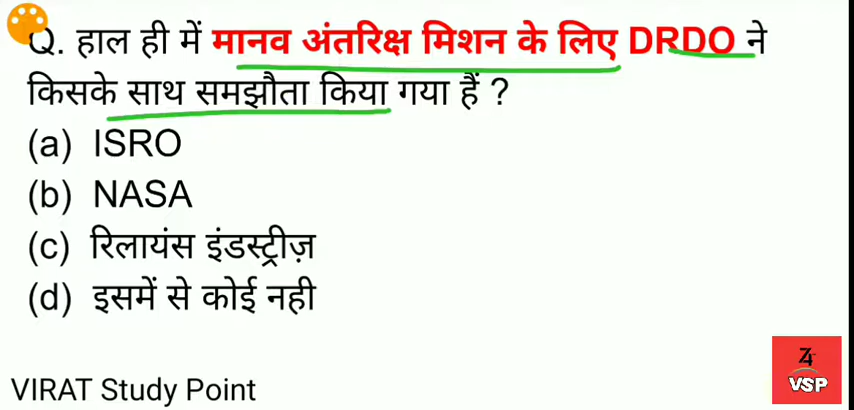 Q. हाल ही में मानव अंतरिक्ष मिशन के लिए DRDO ने
किसके साथ समझौता किया गया हैं ?
(a) ISRO
(b) NASA
(c) रिलायंस इंडस्ट्रीज़
(d) इसमें से कोई नही
VIRAT Study Point
VSP